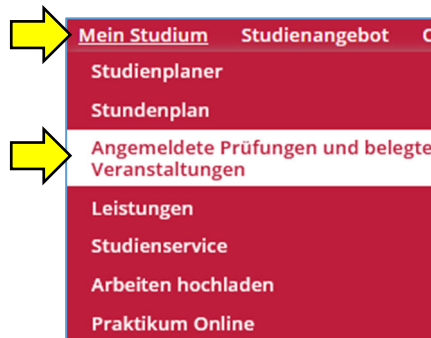 Mein Studium Studienangebot
Studienplaner
Stundenplan
Angemeldete Prüfungen und belegte
Veranstaltungen
Leistungen
Studienservice
Arbeiten hochladen
Praktikum Online